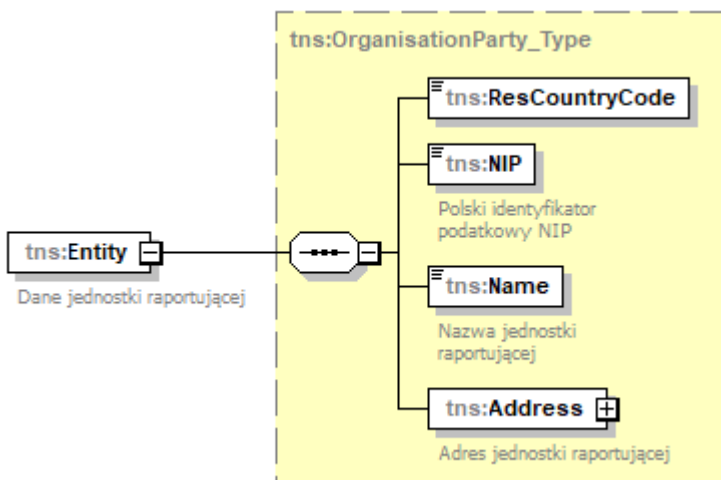 tns:OrganisationParty_Type
tns:ResCountryCode
tns:NIP
Polski identyfikator
podatkowy NIP
tns:Entity
Dane jednostki raportującej
tns:Name
Nazwa jednostki
raportującej
tns:Address
Adres jednostki raportującej